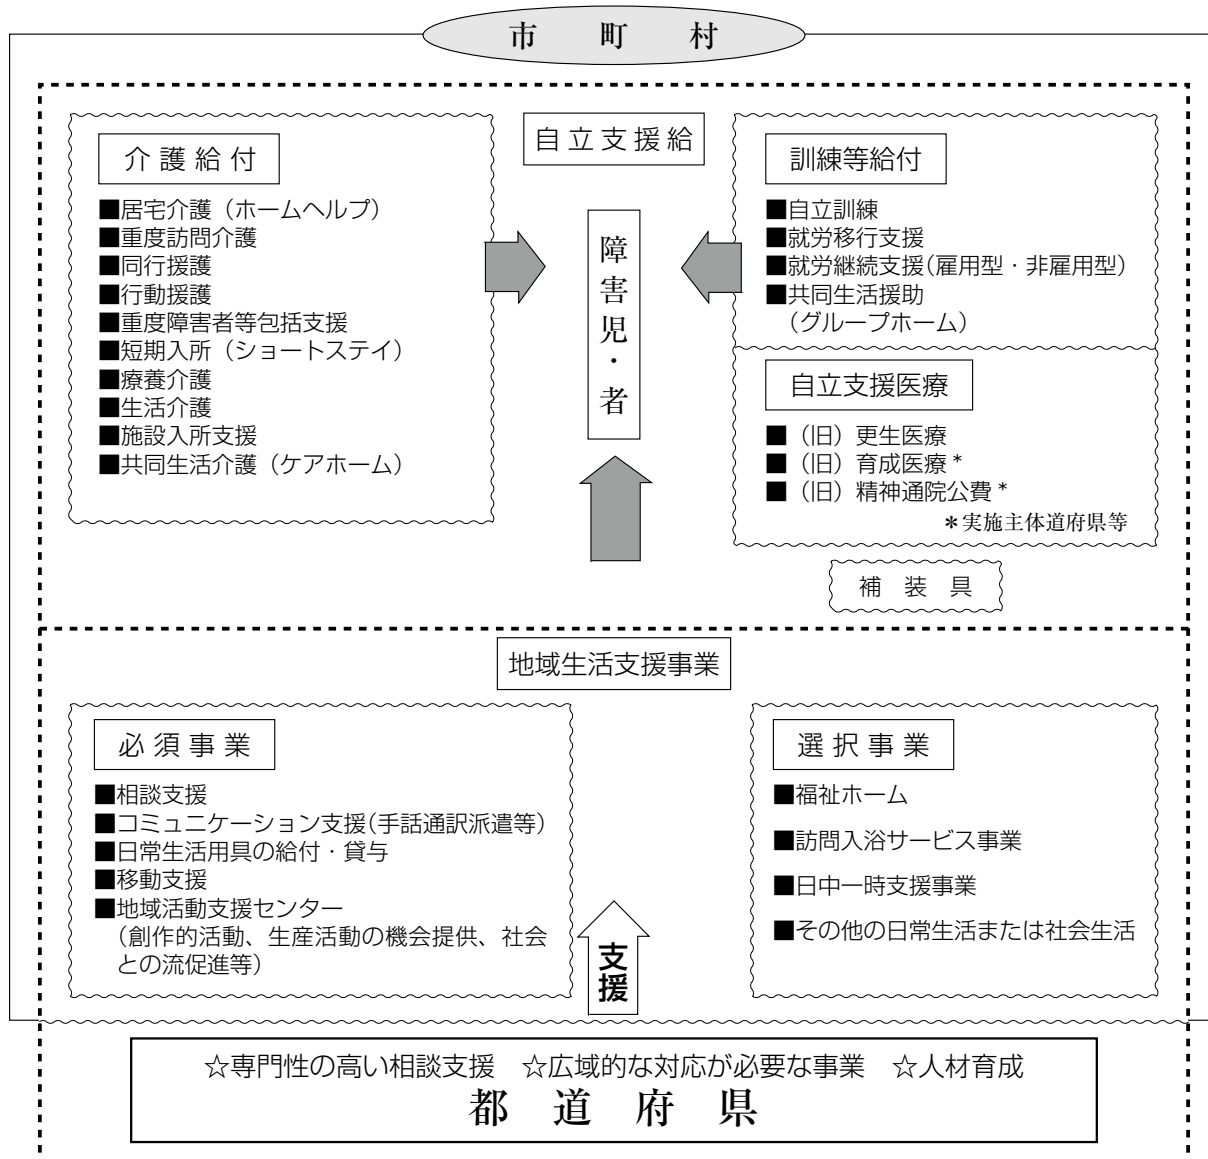 市 町 村
自立支援給
介護給付
■居宅介護（ホームヘルプ）
■重度訪問介護
■同行援護
■行動援護
■重度障害者等包括支援
■短期入所（ショートステイ）
■療養介護
■生活介護
■施設入所支援
■共同生活介護（ケアホーム）
障害児・者
訓練等給付
■自立訓練
■就労移行支援
■就労継続支援（雇用型・非雇用型）
■共同生活援助
（グループホーム）
自立支援医療
■（旧）更生医療
■（旧）育成医療*
■（旧）精神通院公費*
＊実施主体道府県等
補 装 具
地域生活支援事業
必須事業
■相談支援
■コミュニケーション支援（手話通訳派遣等）
■日常生活用具の給付・貸与
■移動支援
■地域活動支援センター
（創作的活動、生産活動の機会提供、社会
との流促進等）
支援
選択事業
■福祉ホーム
■訪問入浴サービス事業
■日中一時支援事業
■その他の日常生活または社会生活
☆専門性の高い相談支援 ☆広域的な対応が必要な事業 ☆人材育成
都 道 府 県